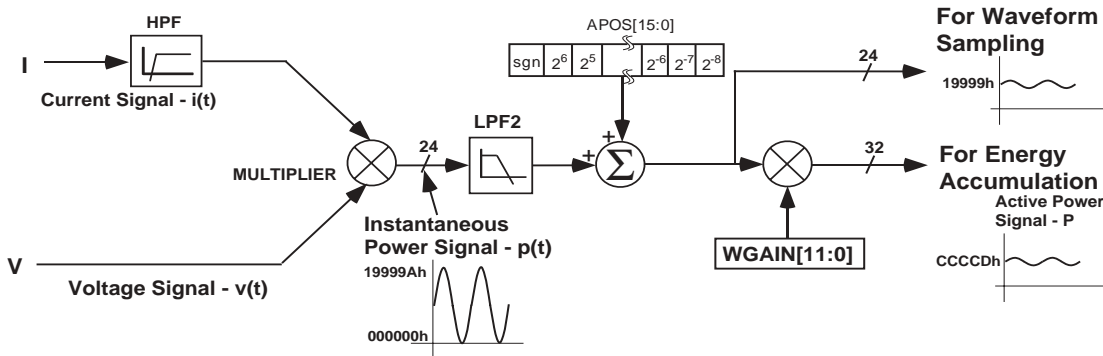 HPF
I
Current Signal - i(t)
MULTIPLIER
V
Voltage Signal - v(t)
24
LPF2
Instantaneous
Power Signal - p(t)
19999Ah
000000h
APOS[15:0]
sgn 2^6 2^5 2^-6 2^-7 2^-8
+
+
Σ
WGAIN[11:0]
24
For Waveform
Sampling
19999h
32
For Energy
Accumulation
Active Power
Signal - P
CCCCDh